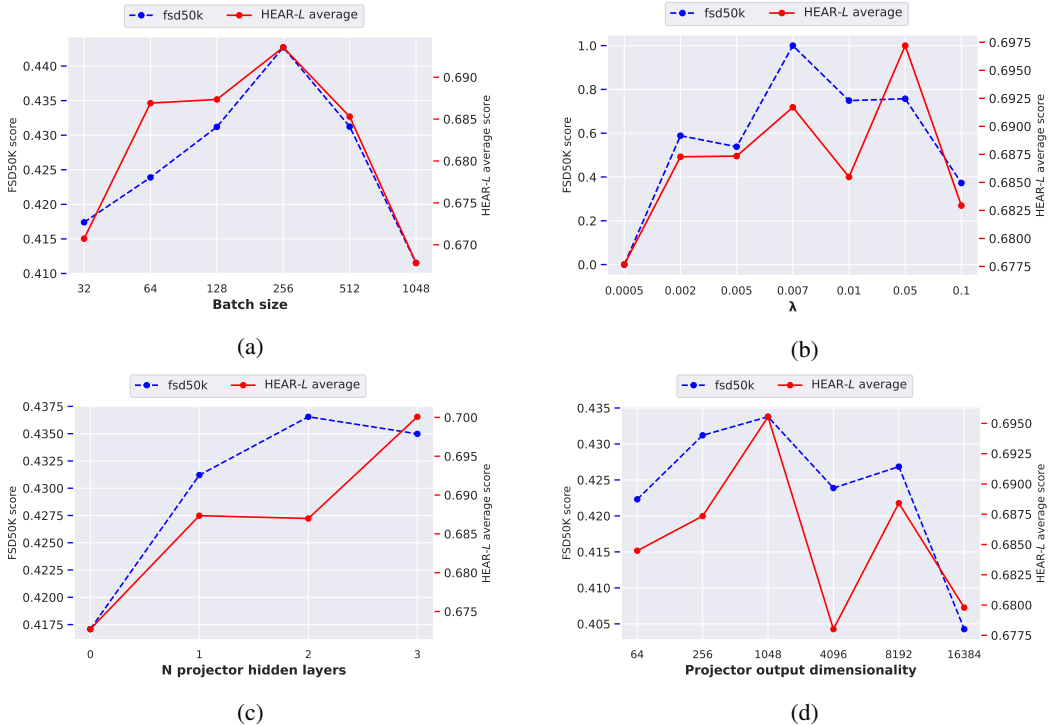 fsd50k HEAR-L average
0.440
0.435
0.430
0.425
0.420
0.415
0.410
FSD50K score
0.690
0.685
0.680
0.675
0.670
HEAR-L average score
32 64 128 256 512 1048
Batch size
(a)
fsd50k HEAR-L average
1.0
0.8
0.6
0.4
0.2
0.0
FSD50K score
0.6975
0.6950
0.6925
0.6900
0.6875
0.6850
0.6825
0.6800
0.6775
HEAR-L average score
0.0005 0.002 0.005 0.007 0.01 0.05 0.1
λ
(b)
fsd50k HEAR-L average
0.4375
0.4350
0.4325
0.4300
0.4275
0.4250
0.4225
0.4200
0.4175
FSD50K score
0.700
0.695
0.690
0.685
0.680
0.675
HEAR-L average score
0 1 2 3
N projector hidden layers
(c)
fsd50k HEAR-L average
0.435
0.430
0.425
0.420
0.415
0.410
0.405
FSD50K score
0.6950
0.6925
0.6900
0.6875
0.6850
0.6825
0.6800
0.6775
HEAR-L average score
64 256 1048 4096 8192 16384
Projector output dimensionality
(d)